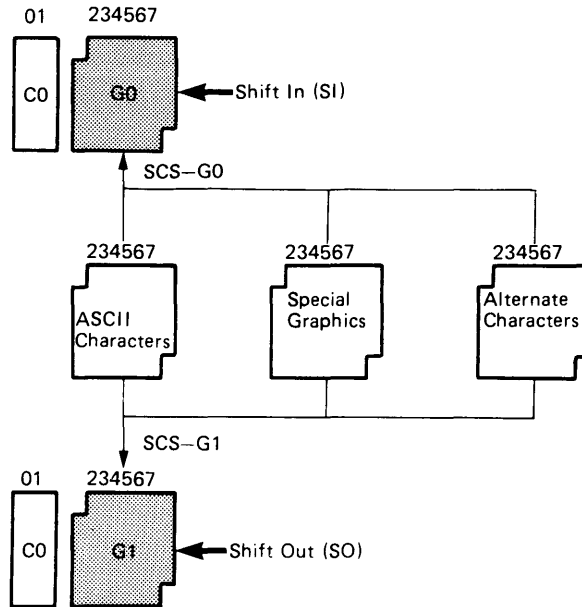 01 234567
C0 G0 Shift In (SI)
SCS–G0
234567 234567 234567
ASCII Characters
Special Graphics
Alternate Characters
SCS–G1
01 234567
C0 G1 Shift Out (SO)